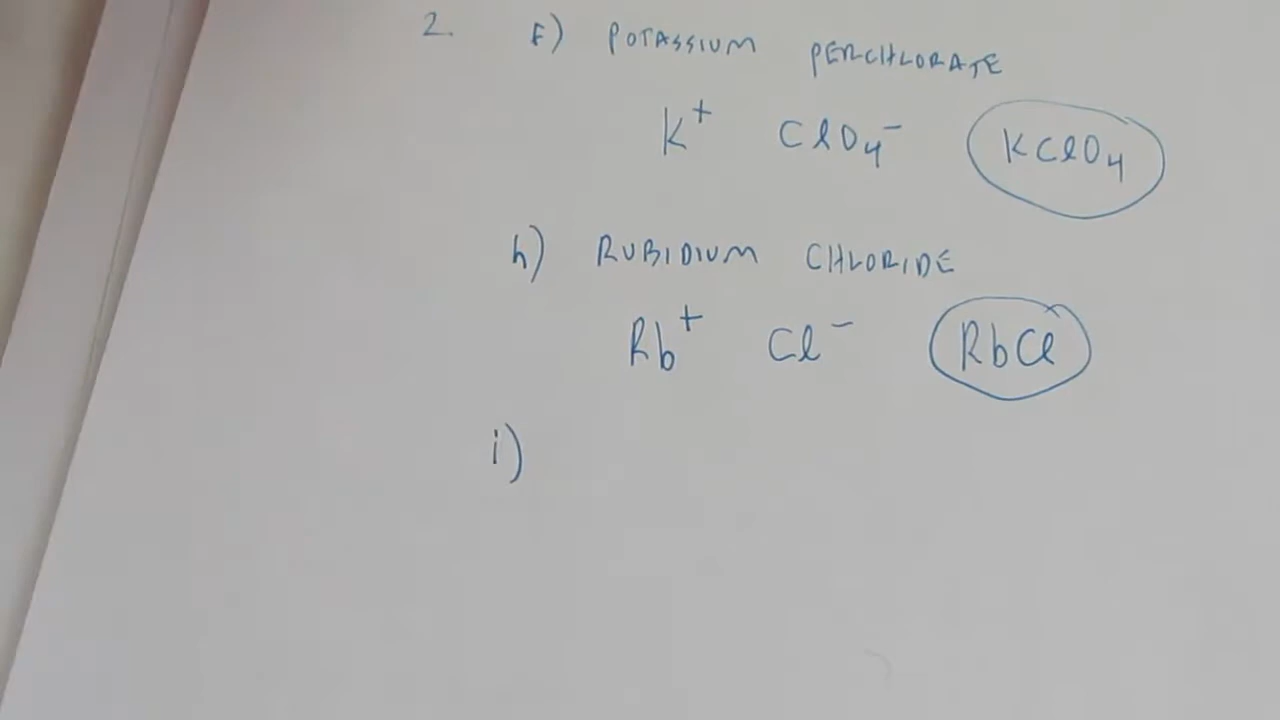 2. F) POTASSIUM PERCHLORATE
K⁺ ClO₄⁻ KClO₄
h) RUBIDIUM CHLORIDE
Rb⁺ Cl⁻ RbCl
i)